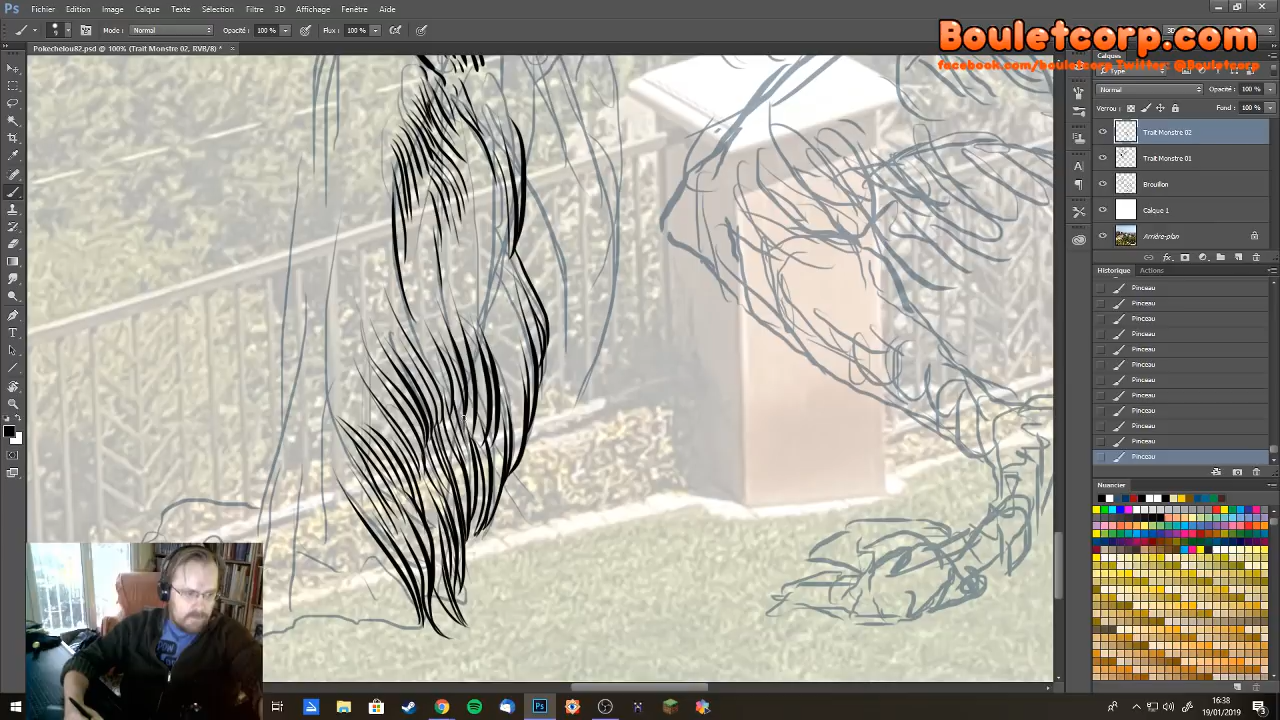 Ps Fichier Edition Image Calque Texte Sélection Filtre 3D Affichage Fenêtre Aide
Bouletcorp.com
facebook.com/bouletcorp Twitter: @Bouletcorp
Mode : Normal Opacité : 100 % Flux : 100 %
Pokechelou82.psd @ 100% (Trait Monstre 02, RVB/8) * ×
Calques
Type
Normal Opacité : 100 %
Verrou : Fond : 100 %
Trait Monstre 02
Trait Monstre 01
Brouillon
Calque 1
Arrière-plan
Historique Actions
Pinceau
Pinceau
Pinceau
Pinceau
Pinceau
Pinceau
Pinceau
Pinceau
Pinceau
Pinceau
Pinceau
Pinceau
Nuancier
POW
16:38
19/01/2019